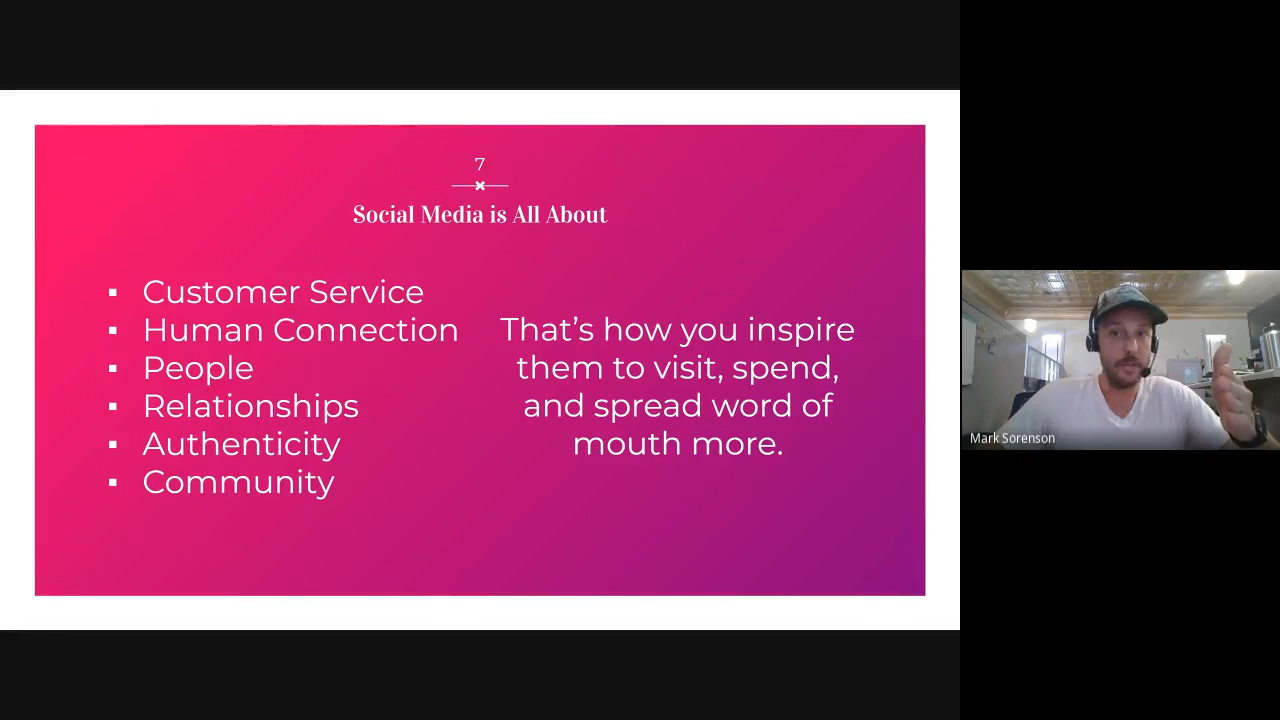 7
Social Media is All About
▪ Customer Service
▪ Human Connection
▪ People
▪ Relationships
▪ Authenticity
▪ Community
That’s how you inspire
them to visit, spend,
and spread word of
mouth more.
Mark Sorenson